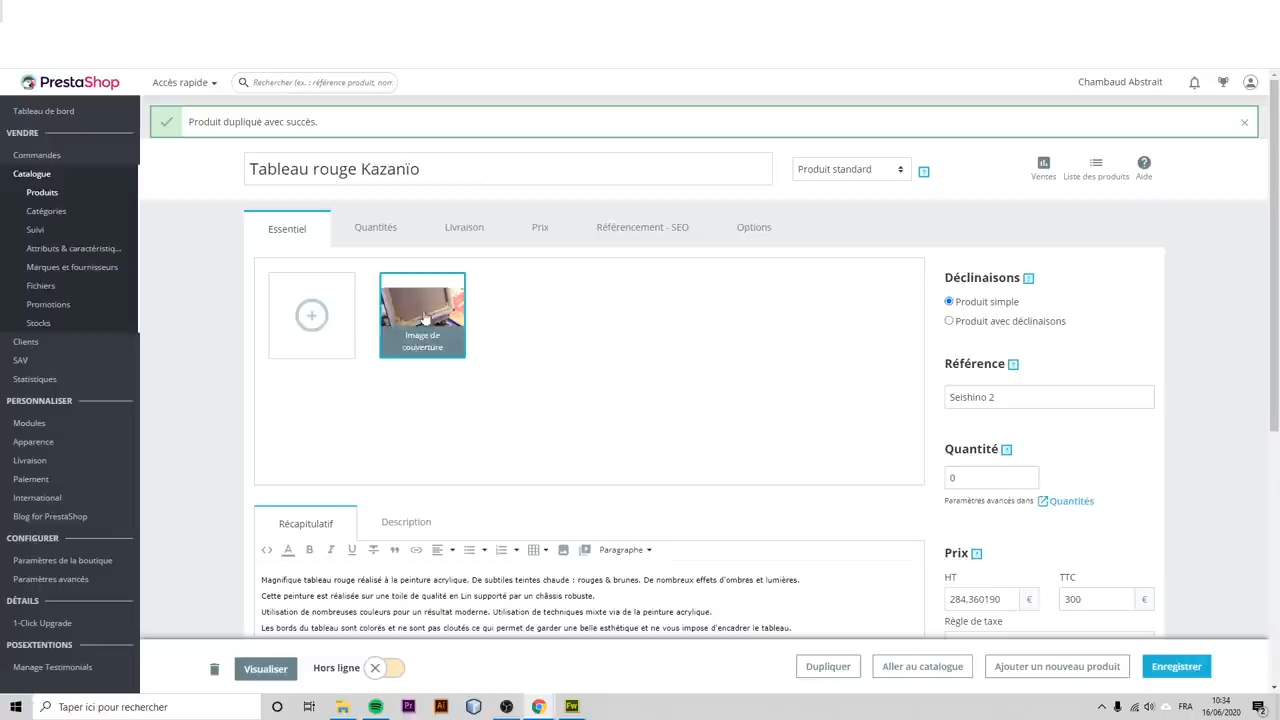 PrestaShop
Accès rapide
Rechercher (ex. : référence produit, nom
Chambaud Abstrait
Tableau de bord
VENDRE
Commandes
Catalogue
Produits
Catégories
Suivi
Attributs & caractéristiq...
Marques et fournisseurs
Fichiers
Promotions
Stocks
Clients
SAV
Statistiques
PERSONNALISER
Modules
Apparence
Livraison
Paiement
International
Blog for PrestaShop
CONFIGURER
Paramètres de la boutique
Paramètres avancés
DÉTAILS
1-Click Upgrade
POSEXTENTIONS
Manage Testimonials
Produit dupliqué avec succès.
Tableau rouge Kazanïo
Produit standard
Ventes
Liste des produits
Aide
Essentiel
Quantités
Livraison
Prix
Référencement - SEO
Options
Image de
couverture
Déclinaisons
Produit simple
Produit avec déclinaisons
Référence
Seishino 2
Quantité
0
Paramètres avancés dans Quantités
Prix
HT
TTC
284.360190 €
300 €
Règle de taxe
Récapitulatif
Description
Paragraphe
Magnifique tableau rouge réalisé à la peinture acrylique. De subtiles teintes chaude : rouges & brunes. De nombreux effets d'ombres et lumières.
Cette peinture est réalisée sur une toile de qualité en Lin supporté par un châssis robuste.
Utilisation de nombreuses couleurs pour un résultat moderne. Utilisation de techniques mixte via de la peinture acrylique.
Les bords du tableau sont colorés et ne sont pas cloutés ce qui permet de garder une belle esthétique et ne vous impose d'encadrer le tableau.
Visualiser
Hors ligne
Dupliquer
Aller au catalogue
Ajouter un nouveau produit
Enregistrer
Taper ici pour rechercher
Pr
Ai
Fw
FRA
10:34
16/06/2020
2